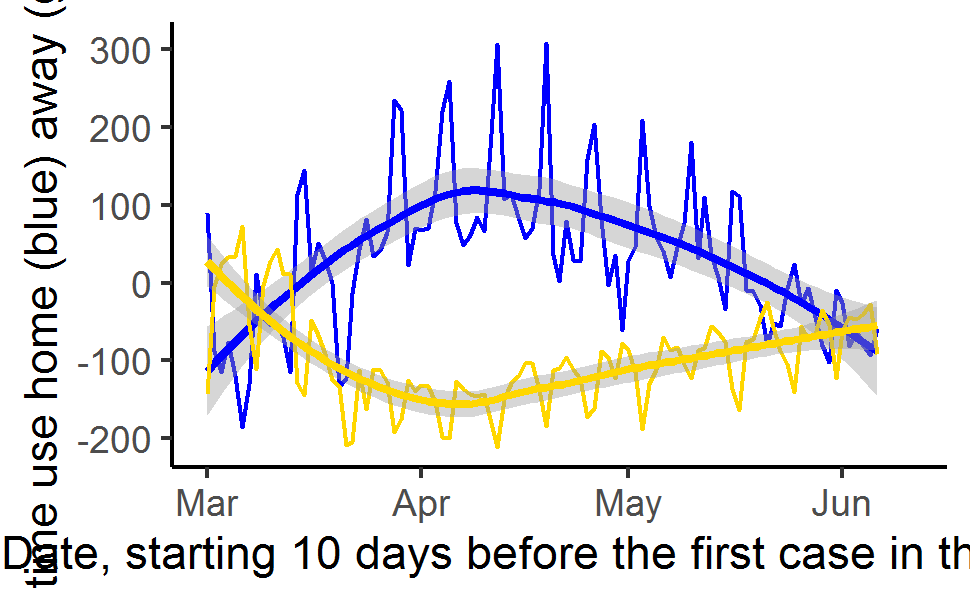 time use home (blue) away (g
300
200
100
0
-100
-200
Mar Apr May Jun
Date, starting 10 days before the first case in th